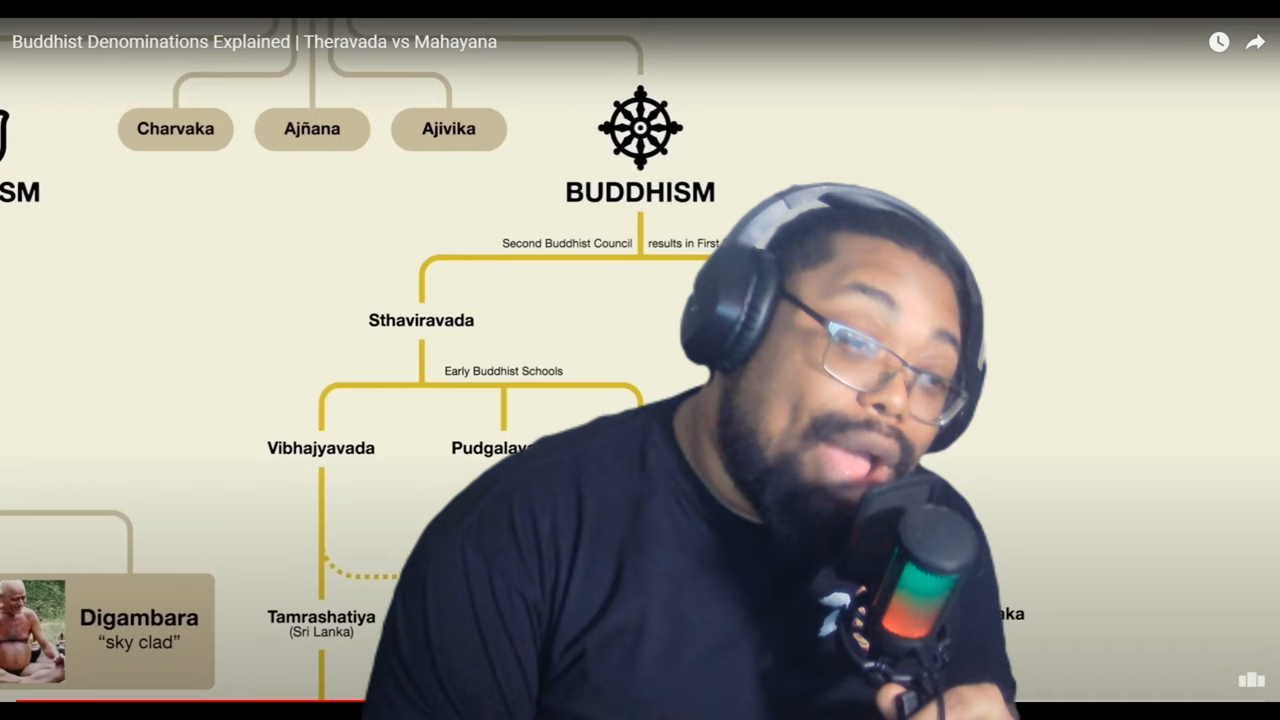 Buddhist Denominations Explained | Theravada vs Mahayana
Charvaka
Ajñana
Ajivika
SM
BUDDHISM
Second Buddhist Council results in First
Sthaviravada
Early Buddhist Schools
Vibhajyavada
Digambara
"sky clad"
Tamrashatiya
(Sri Lanka)